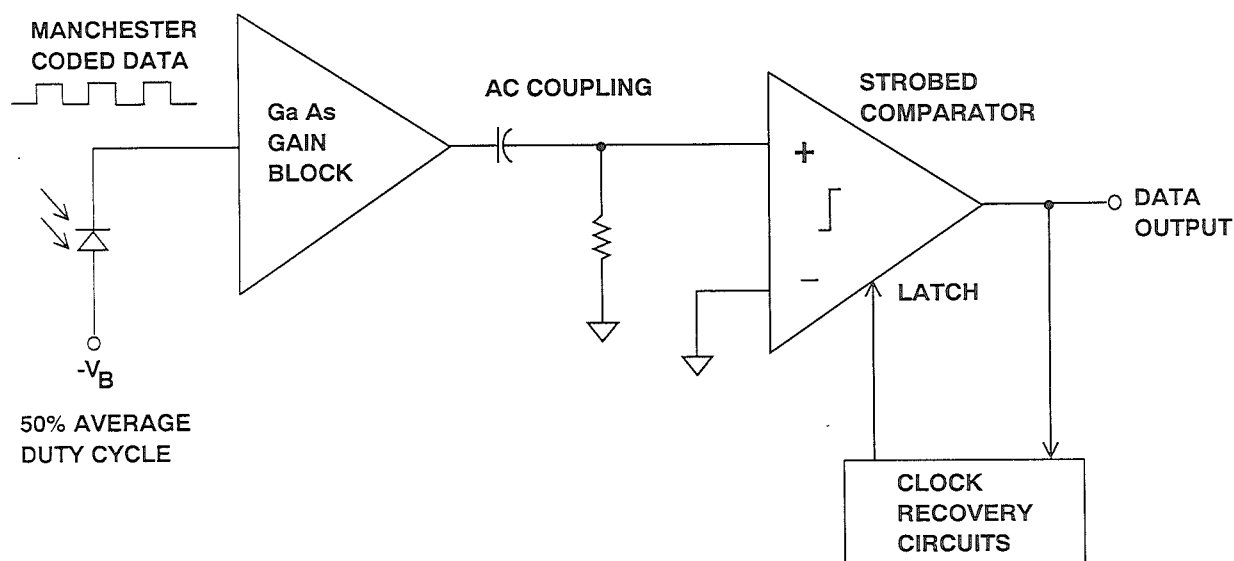 MANCHESTER
CODED DATA
Ga As
GAIN
BLOCK
AC COUPLING
STROBED
COMPARATOR
+
−
DATA
OUTPUT
LATCH
-VB
50% AVERAGE
DUTY CYCLE
CLOCK
RECOVERY
CIRCUITS